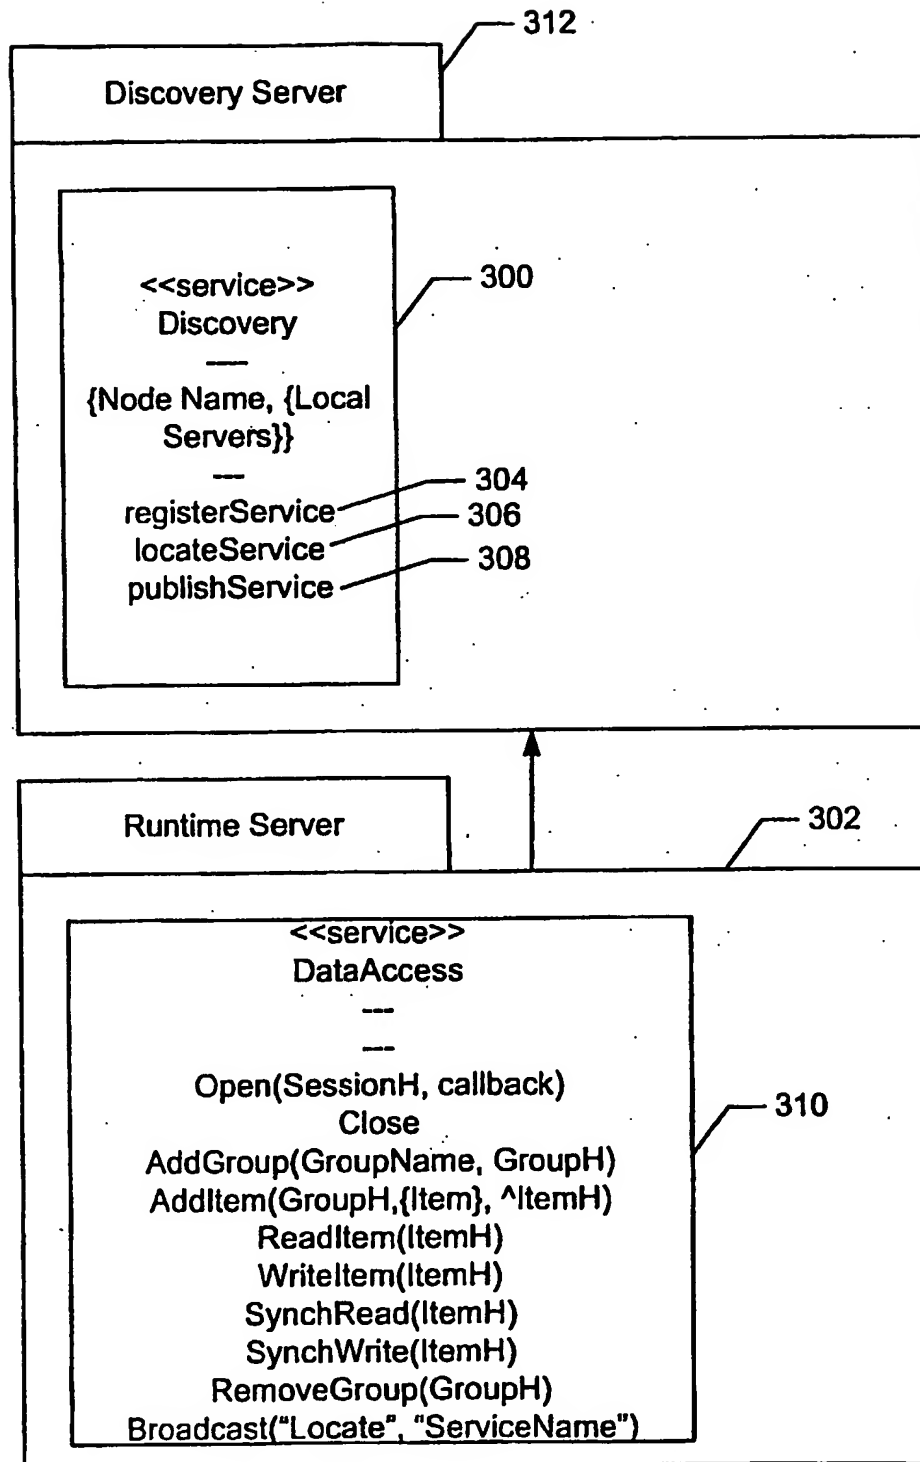 312
Discovery Server
<<service>>
300
Discovery
----
{Node Name, {Local
Servers}}
---
registerService 304
locateService 306
publishService 308
Runtime Server
302
<<service>>
DataAccess
---
---
Open(SessionH, callback)
310
Close
AddGroup(GroupName, GroupH)
AddItem(GroupH,{Item}, ^ItemH)
ReadItem(ItemH)
WriteItem(ItemH)
SynchRead(ItemH)
SynchWrite(ItemH)
RemoveGroup(GroupH)
Broadcast("Locate", "ServiceName")